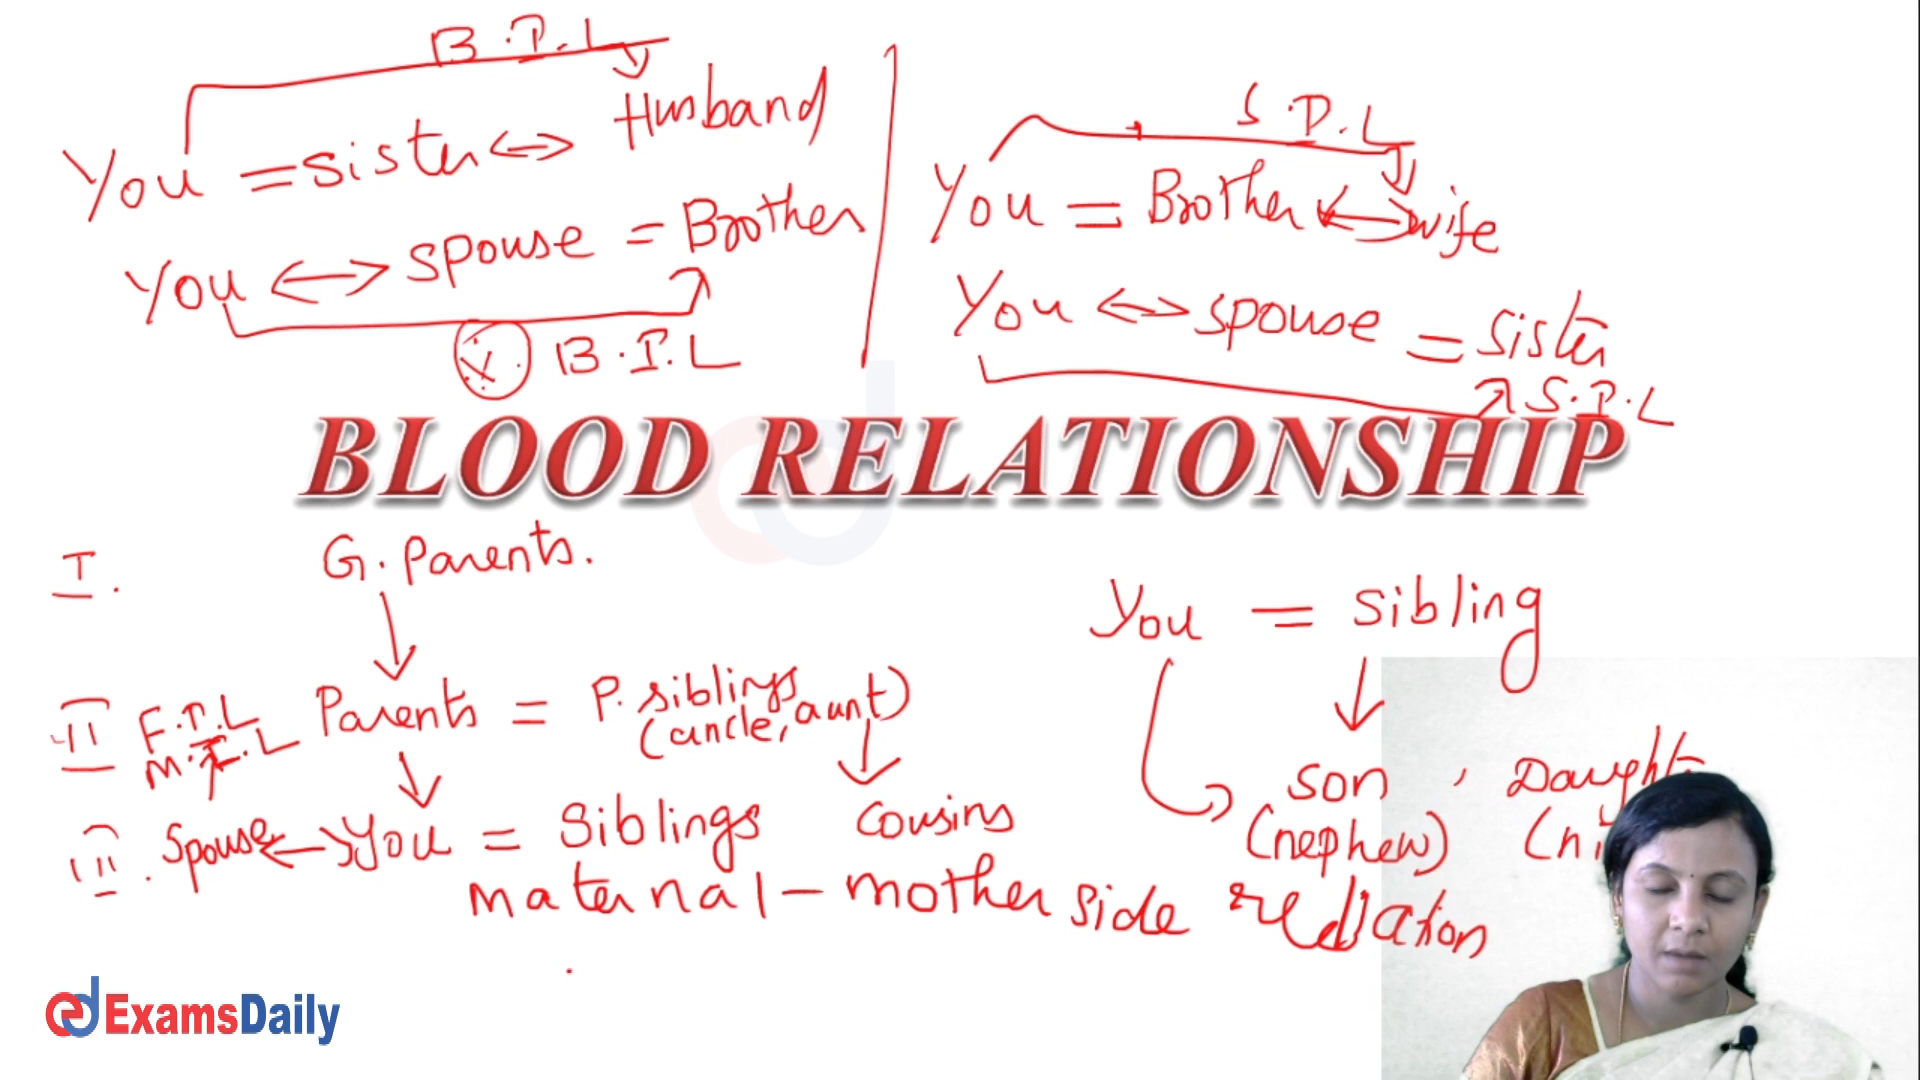 B.I.L
You = sister ↔ Husband
You ↔ spouse = Brother
B.I.L
S.I.L
You = Brother ↔ wife
You ↔ spouse = sister
S.I.L
BLOOD RELATIONSHIP
I. G. Parents.
II F.I.L Parents = P. siblings
M.I.L (uncle, aunt)
III. Spouse ↔ You = Siblings cousins
You = sibling
son ,
(nephew)
maternal - mother side relation
ExamsDaily